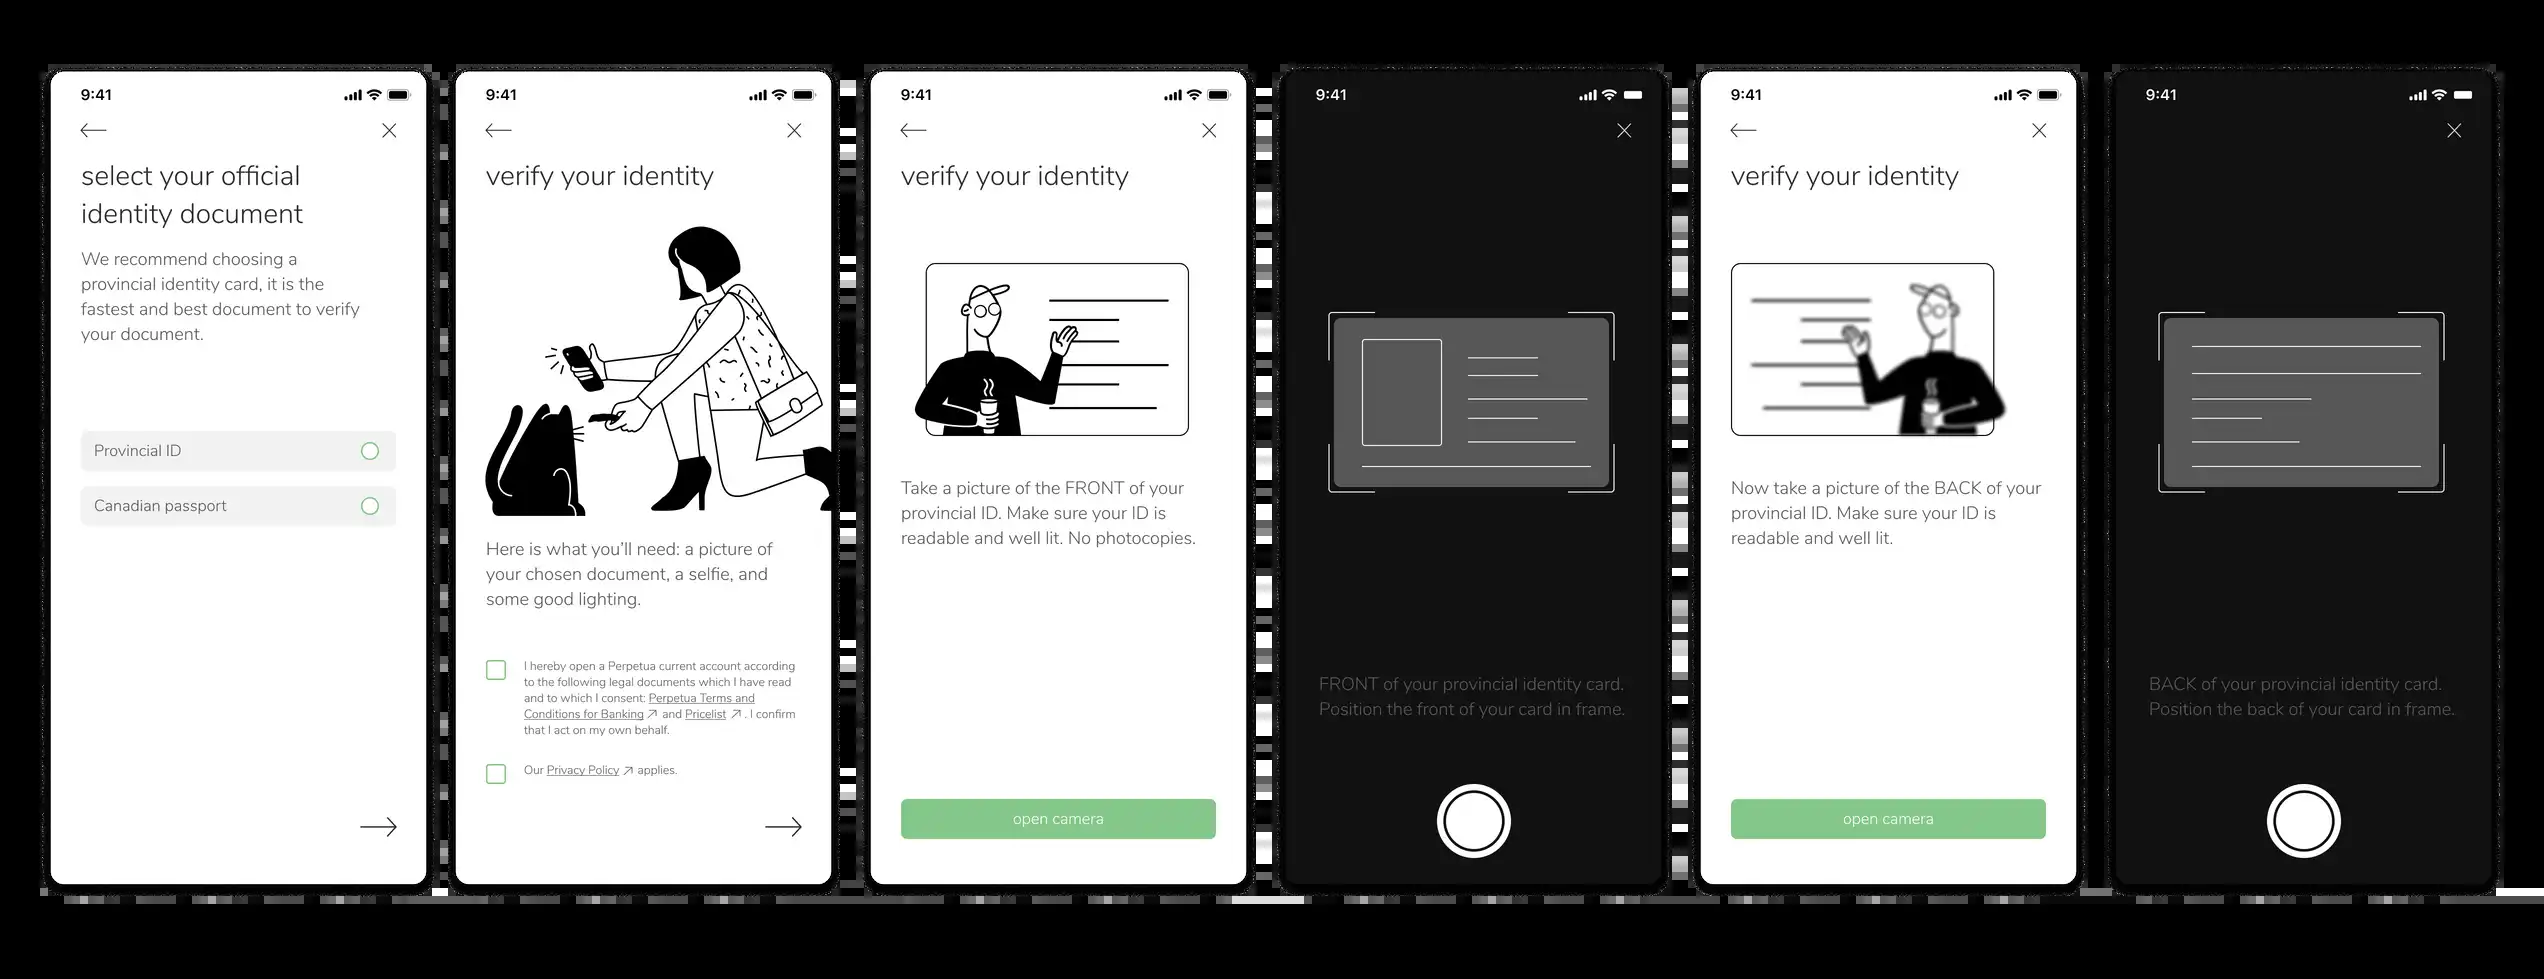 9:41
select your official
identity document
We recommend choosing a
provincial identity card, it is the
fastest and best document to verify
your document.
Provincial ID
Canadian passport
9:41
verify your identity
Here is what you'll need: a picture of
your chosen document, a selfie, and
some good lighting.
I hereby open a Perpetua current account according
to the following legal documents which I have read
and to which I consent: Perpetua Terms and
Conditions for Banking ↗ and Pricelist ↗ . I confirm
that I act on my own behalf.
Our Privacy Policy ↗ applies.
9:41
verify your identity
Take a picture of the FRONT of your
provincial ID. Make sure your ID is
readable and well lit. No photocopies.
open camera
9:41
FRONT of your provincial identity card.
Position the front of your card in frame.
9:41
verify your identity
Now take a picture of the BACK of your
provincial ID. Make sure your ID is
readable and well lit.
open camera
9:41
BACK of your provincial identity card.
Position the back of your card in frame.